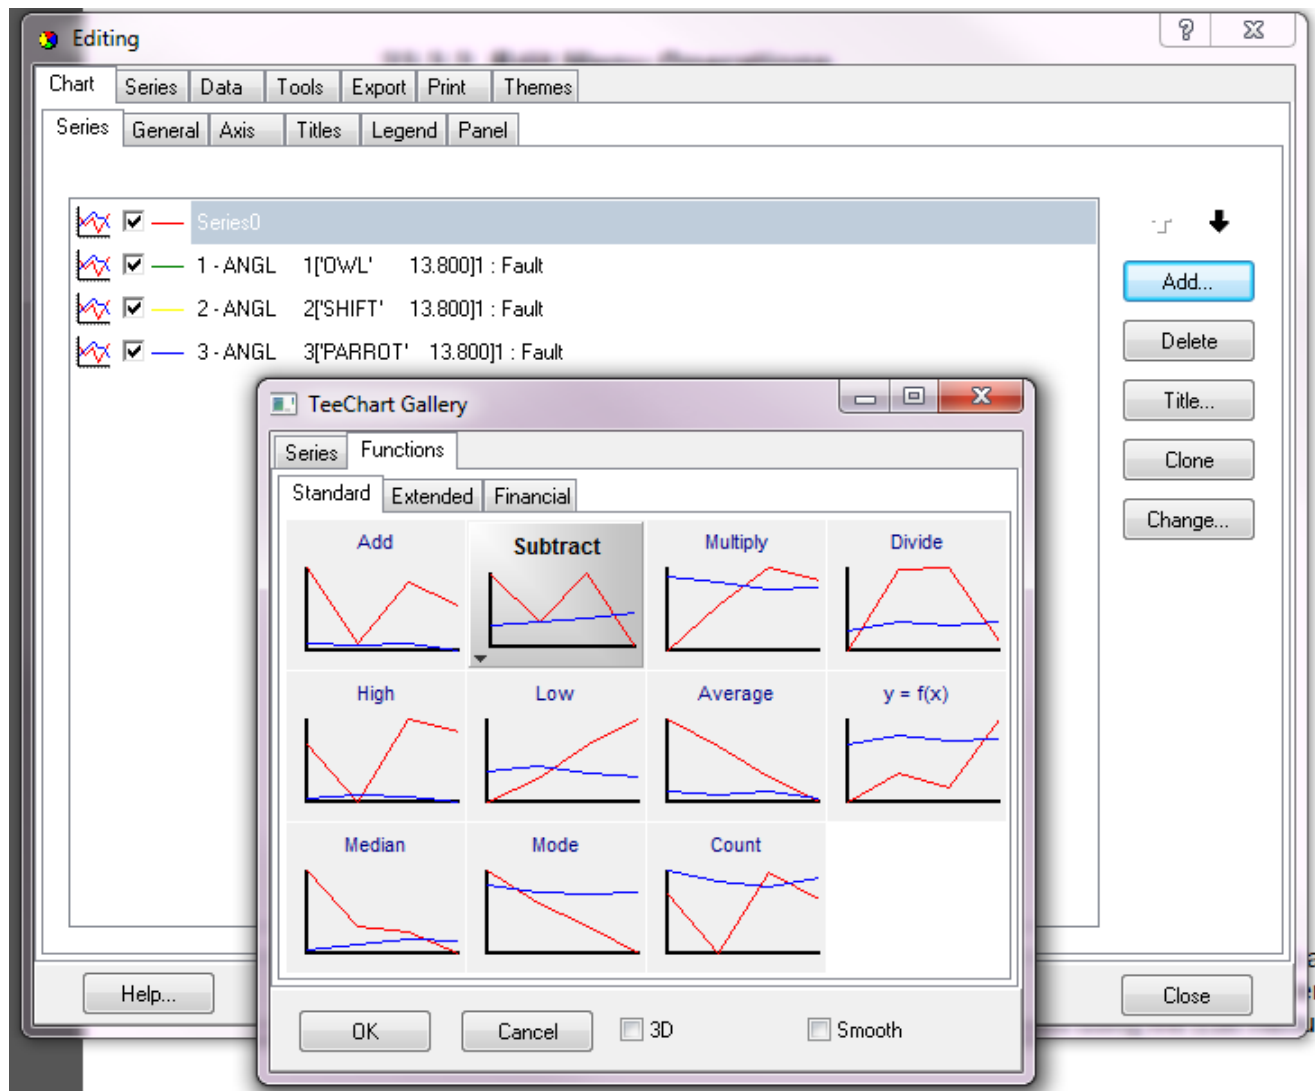 Editing
Chart Series Data Tools Export Print Themes
Series General Axis Titles Legend Panel
Series0
1 - ANGL 1['OWL' 13.800]1 : Fault
2 - ANGL 2['SHIFT' 13.800]1 : Fault
3 - ANGL 3['PARROT' 13.800]1 : Fault
Add...
Delete
Title...
Clone
Change...
TeeChart Gallery
Series Functions
Standard Extended Financial
Add Subtract Multiply Divide
High Low Average y = f(x)
Median Mode Count
OK Cancel 3D Smooth
Help... Close